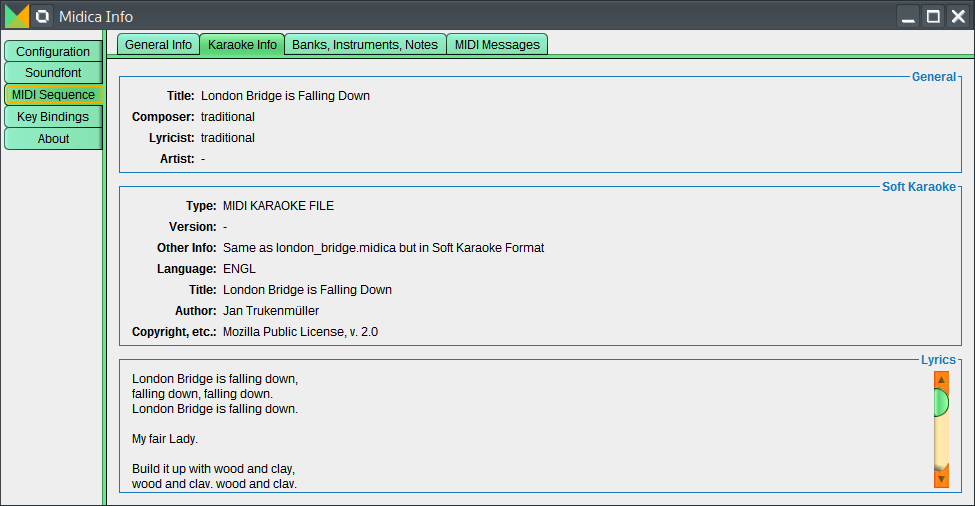 Midica Info
Configuration
Soundfont
MIDI Sequence
Key Bindings
About
General Info Karaoke Info Banks, Instruments, Notes MIDI Messages
General
Title: London Bridge is Falling Down
Composer: traditional
Lyricist: traditional
Artist: -
Soft Karaoke
Type: MIDI KARAOKE FILE
Version: -
Other Info: Same as london_bridge.midica but in Soft Karaoke Format
Language: ENGL
Title: London Bridge is Falling Down
Author: Jan Trukenmüller
Copyright, etc.: Mozilla Public License, v. 2.0
Lyrics
London Bridge is falling down,
falling down, falling down.
London Bridge is falling down.
My fair Lady.
Build it up with wood and clay,
wood and clay, wood and clay.